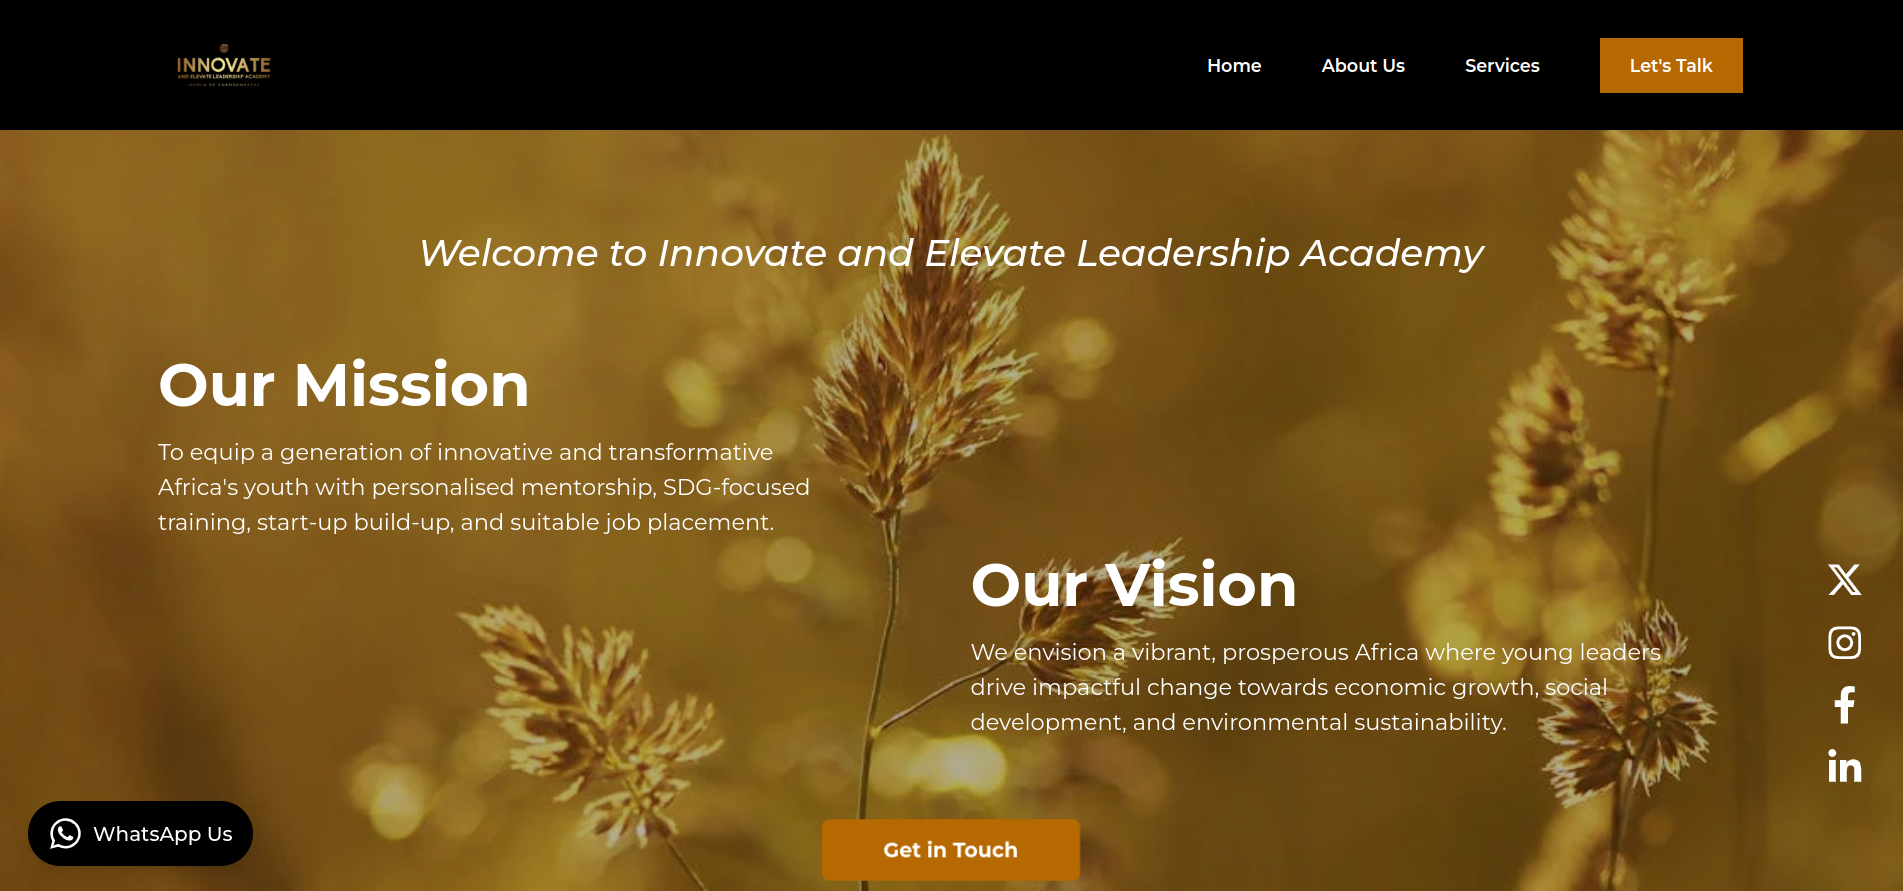 INNOVATE
AND ELEVATE LEADERSHIP ACADEMY
WORLD OF CHANGEMAKERS
Home
About Us
Services
Let's Talk
Welcome to Innovate and Elevate Leadership Academy
Our Mission
To equip a generation of innovative and transformative
Africa's youth with personalised mentorship, SDG-focused
training, start-up build-up, and suitable job placement.
Our Vision
We envision a vibrant, prosperous Africa where young leaders
drive impactful change towards economic growth, social
development, and environmental sustainability.
WhatsApp Us
Get in Touch